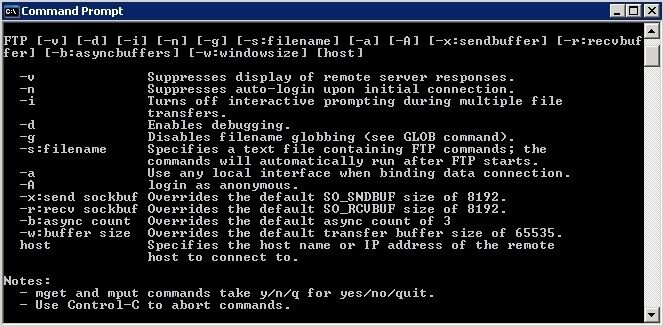 Command Prompt
FTP [-v] [-d] [-i] [-n] [-g] [-s:filename] [-a] [-A] [-x:sendbuffer] [-r:recvbuf
fer] [-b:asyncbuffers] [-w:windowsize] [host]
-v Suppresses display of remote server responses.
-n Suppresses auto-login upon initial connection.
-i Turns off interactive prompting during multiple file
transfers.
-d Enables debugging.
-g Disables filename globbing (see GLOB command).
-s:filename Specifies a text file containing FTP commands; the
commands will automatically run after FTP starts.
-a Use any local interface when binding data connection.
-A login as anonymous.
-x:send sockbuf Overrides the default SO_SNDBUF size of 8192.
-r:recv sockbuf Overrides the default SO_RCVBUF size of 8192.
-b:async count Overrides the default async count of 3
-w:buffer size Overrides the default transfer buffer size of 65535.
host Specifies the host name or IP address of the remote
host to connect to.
Notes:
- mget and mput commands take y/n/q for yes/no/quit.
- Use Control-C to abort commands.